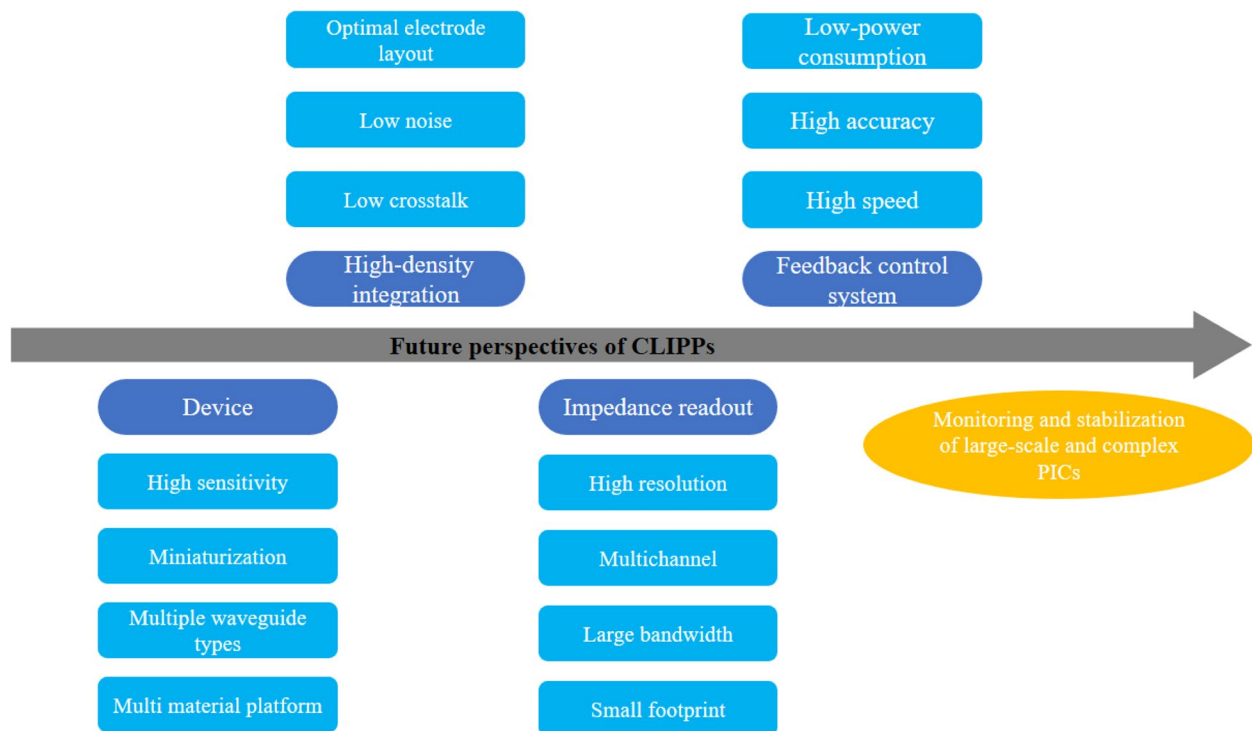 Optimal electrode
layout
Low noise
Low crosstalk
High-density
integration
Low-power
consumption
High accuracy
High speed
Feedback control
system
Future perspectives of CLIPPs
Device
High sensitivity
Miniaturization
Multiple waveguide
types
Multi material platform
Impedance readout
High resolution
Multichannel
Large bandwidth
Small footprint
Monitoring and stabilization
of large-scale and complex
PICs